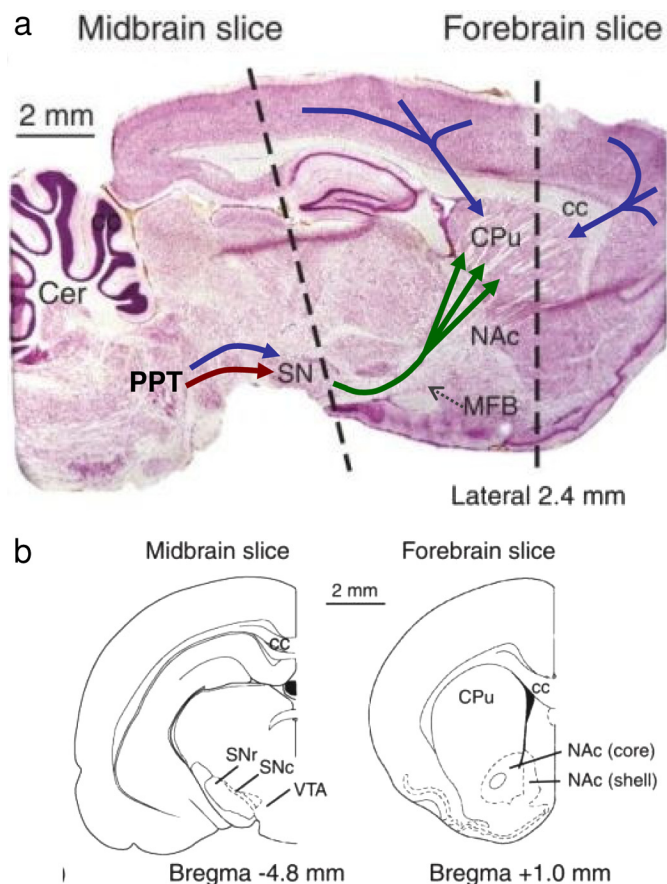 a
Midbrain slice
Forebrain slice
2 mm
cc
CPu
Cer
NAc
PPT
SN
MFB
Lateral 2.4 mm
b
Midbrain slice
Forebrain slice
2 mm
cc
CPu
cc
SNr
SNc
VTA
NAc (core)
NAc (shell)
)
Bregma -4.8 mm
Bregma +1.0 mm